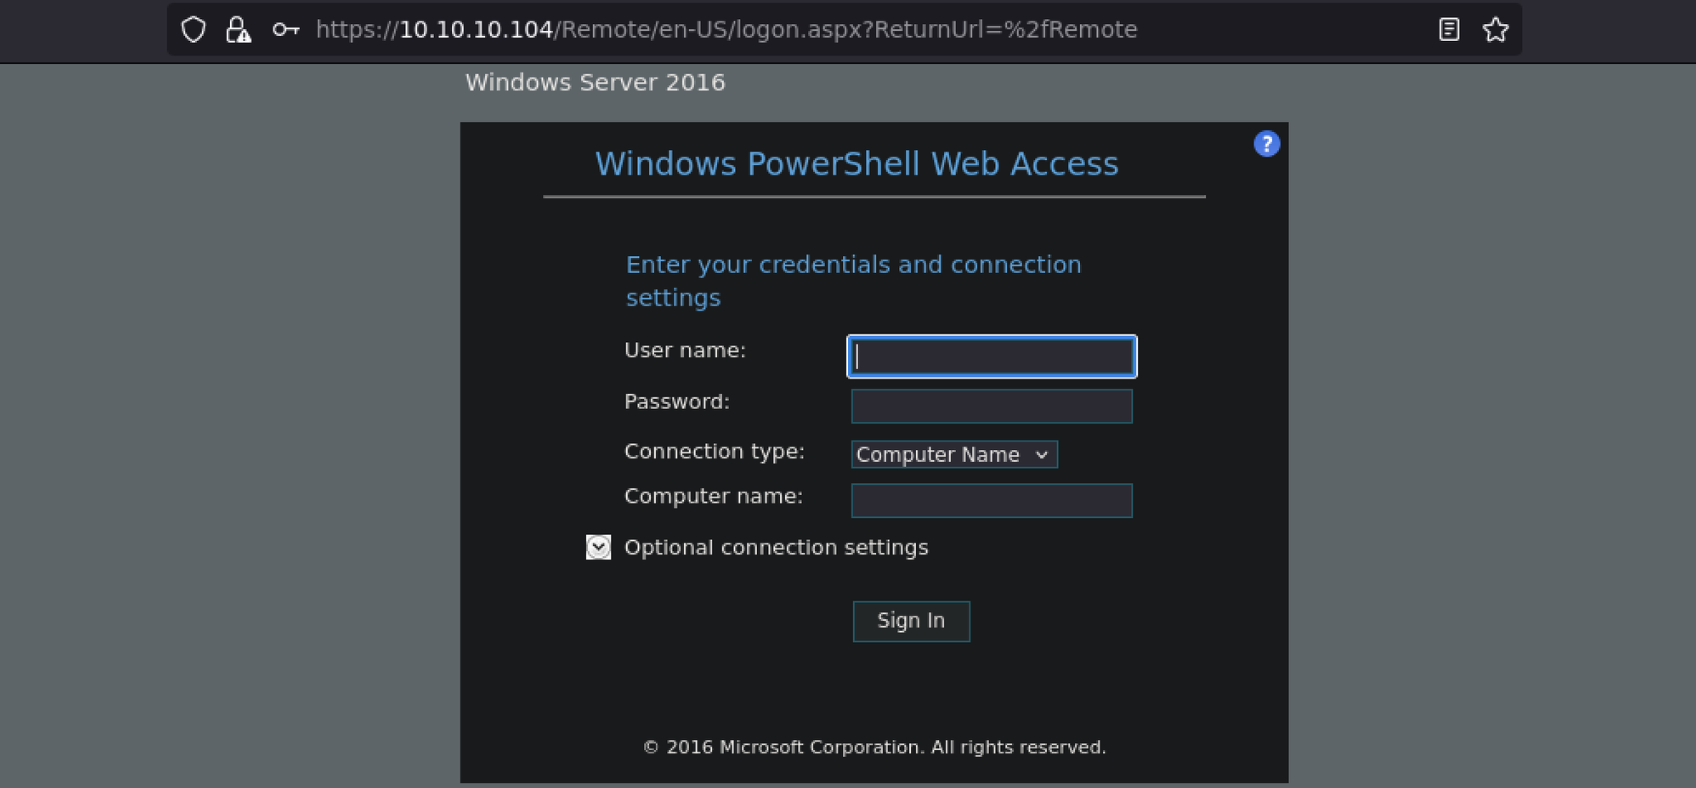 https://10.10.10.104/Remote/en-US/logon.aspx?ReturnUrl=%2fRemote
Windows Server 2016
?
Windows PowerShell Web Access
Enter your credentials and connection
settings
User name:
Password:
Connection type: Computer Name
Computer name:
Optional connection settings
Sign In
© 2016 Microsoft Corporation. All rights reserved.